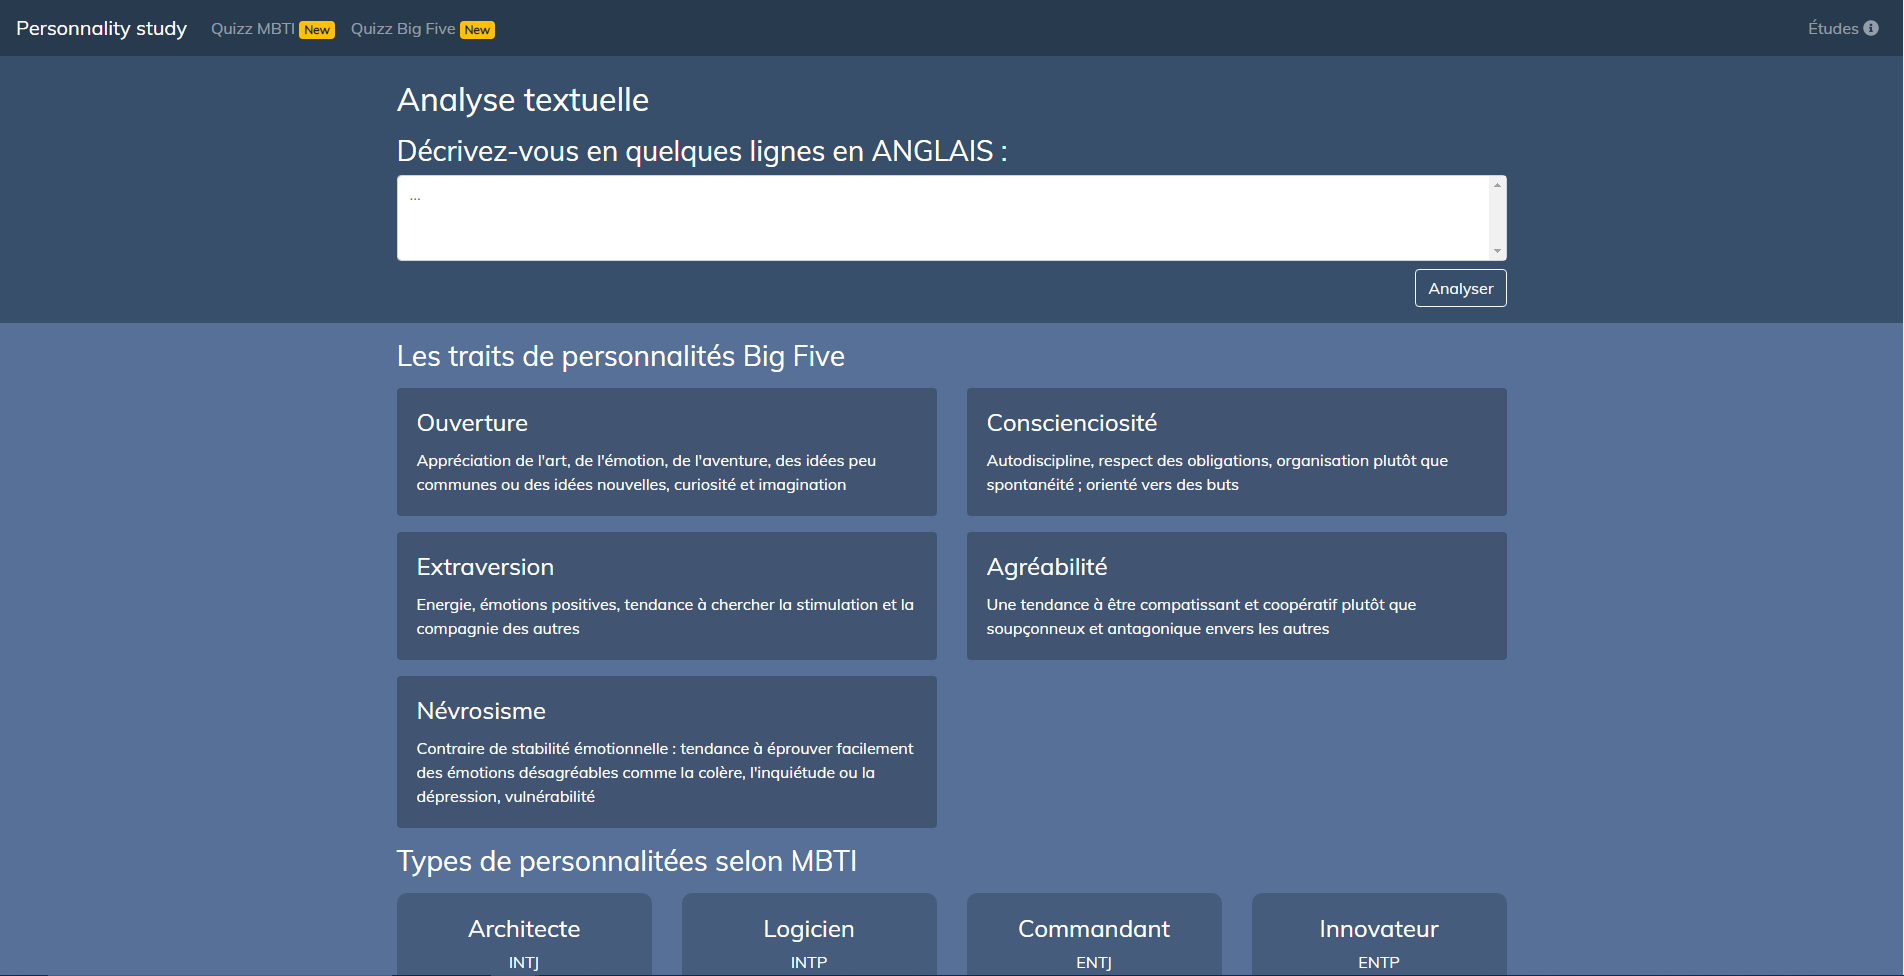 Personnality study
Quizz MBTI New
Quizz Big Five New
Études
Analyse textuelle
Décrivez-vous en quelques lignes en ANGLAIS :
...
Analyser
Les traits de personnalités Big Five
Ouverture
Appréciation de l'art, de l'émotion, de l'aventure, des idées peu
communes ou des idées nouvelles, curiosité et imagination
Conscienciosité
Autodiscipline, respect des obligations, organisation plutôt que
spontanéité ; orienté vers des buts
Extraversion
Energie, émotions positives, tendance à chercher la stimulation et la
compagnie des autres
Agréabilité
Une tendance à être compatissant et coopératif plutôt que
soupçonneux et antagonique envers les autres
Névrosisme
Contraire de stabilité émotionnelle : tendance à éprouver facilement
des émotions désagréables comme la colère, l'inquiétude ou la
dépression, vulnérabilité
Types de personnalitées selon MBTI
Architecte
INTJ
Logicien
INTP
Commandant
ENTJ
Innovateur
ENTP